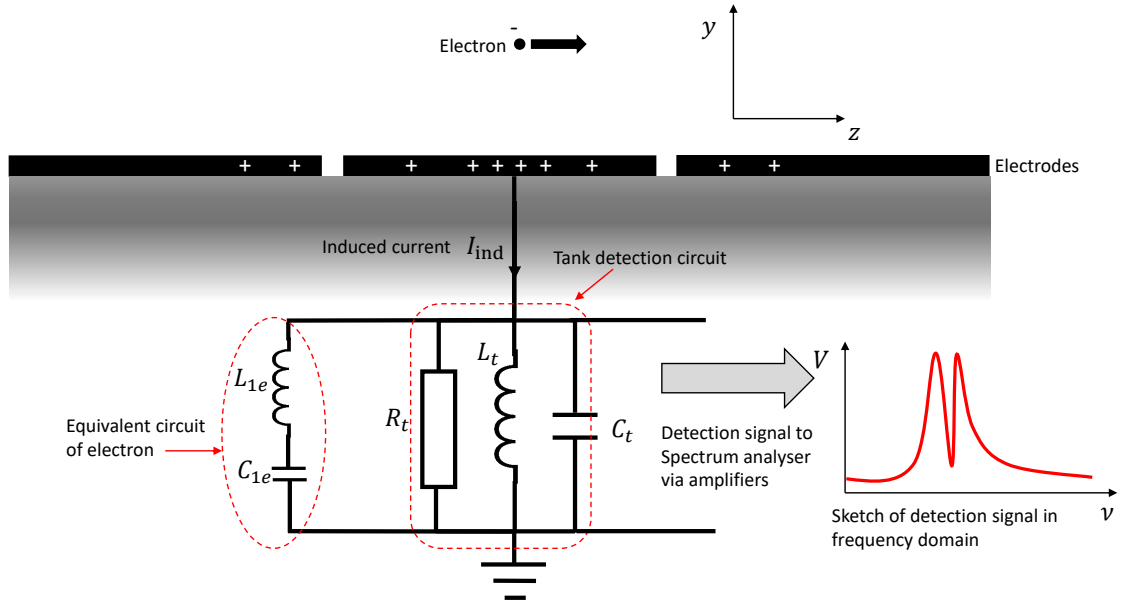 -
Electron
y
z
+ + + + + + + + + +
Electrodes
Induced current I_ind
Tank detection circuit
L_1e
C_1e
Equivalent circuit
of electron
R_t
L_t
C_t
Detection signal to
Spectrum analyser
via amplifiers
V
ν
Sketch of detection signal in
frequency domain